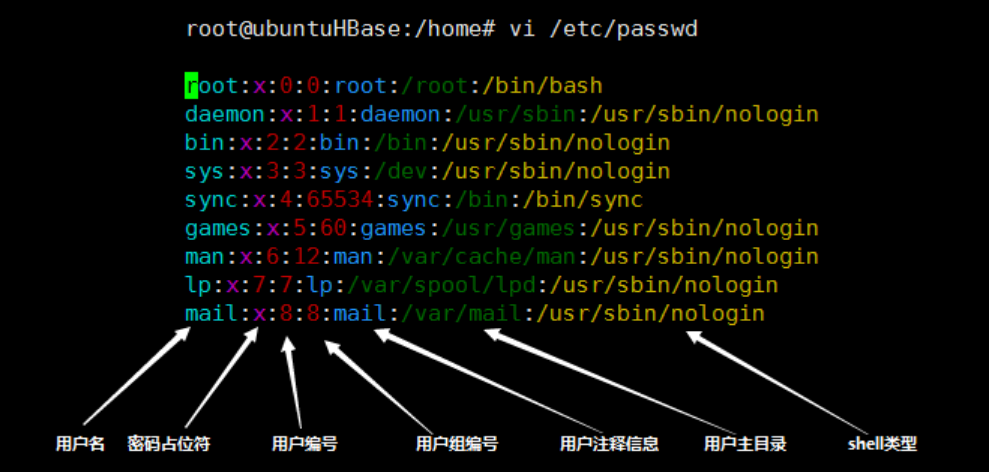 root@ubuntuHBase:/home# vi /etc/passwd
root:x:0:0:root:/root:/bin/bash
daemon:x:1:1:daemon:/usr/sbin:/usr/sbin/nologin
bin:x:2:2:bin:/bin:/usr/sbin/nologin
sys:x:3:3:sys:/dev:/usr/sbin/nologin
sync:x:4:65534:sync:/bin:/bin/sync
games:x:5:60:games:/usr/games:/usr/sbin/nologin
man:x:6:12:man:/var/cache/man:/usr/sbin/nologin
lp:x:7:7:lp:/var/spool/lpd:/usr/sbin/nologin
mail:x:8:8:mail:/var/mail:/usr/sbin/nologin
用户名 密码占位符 用户编号 用户组编号 用户注释信息 用户主目录 shell类型